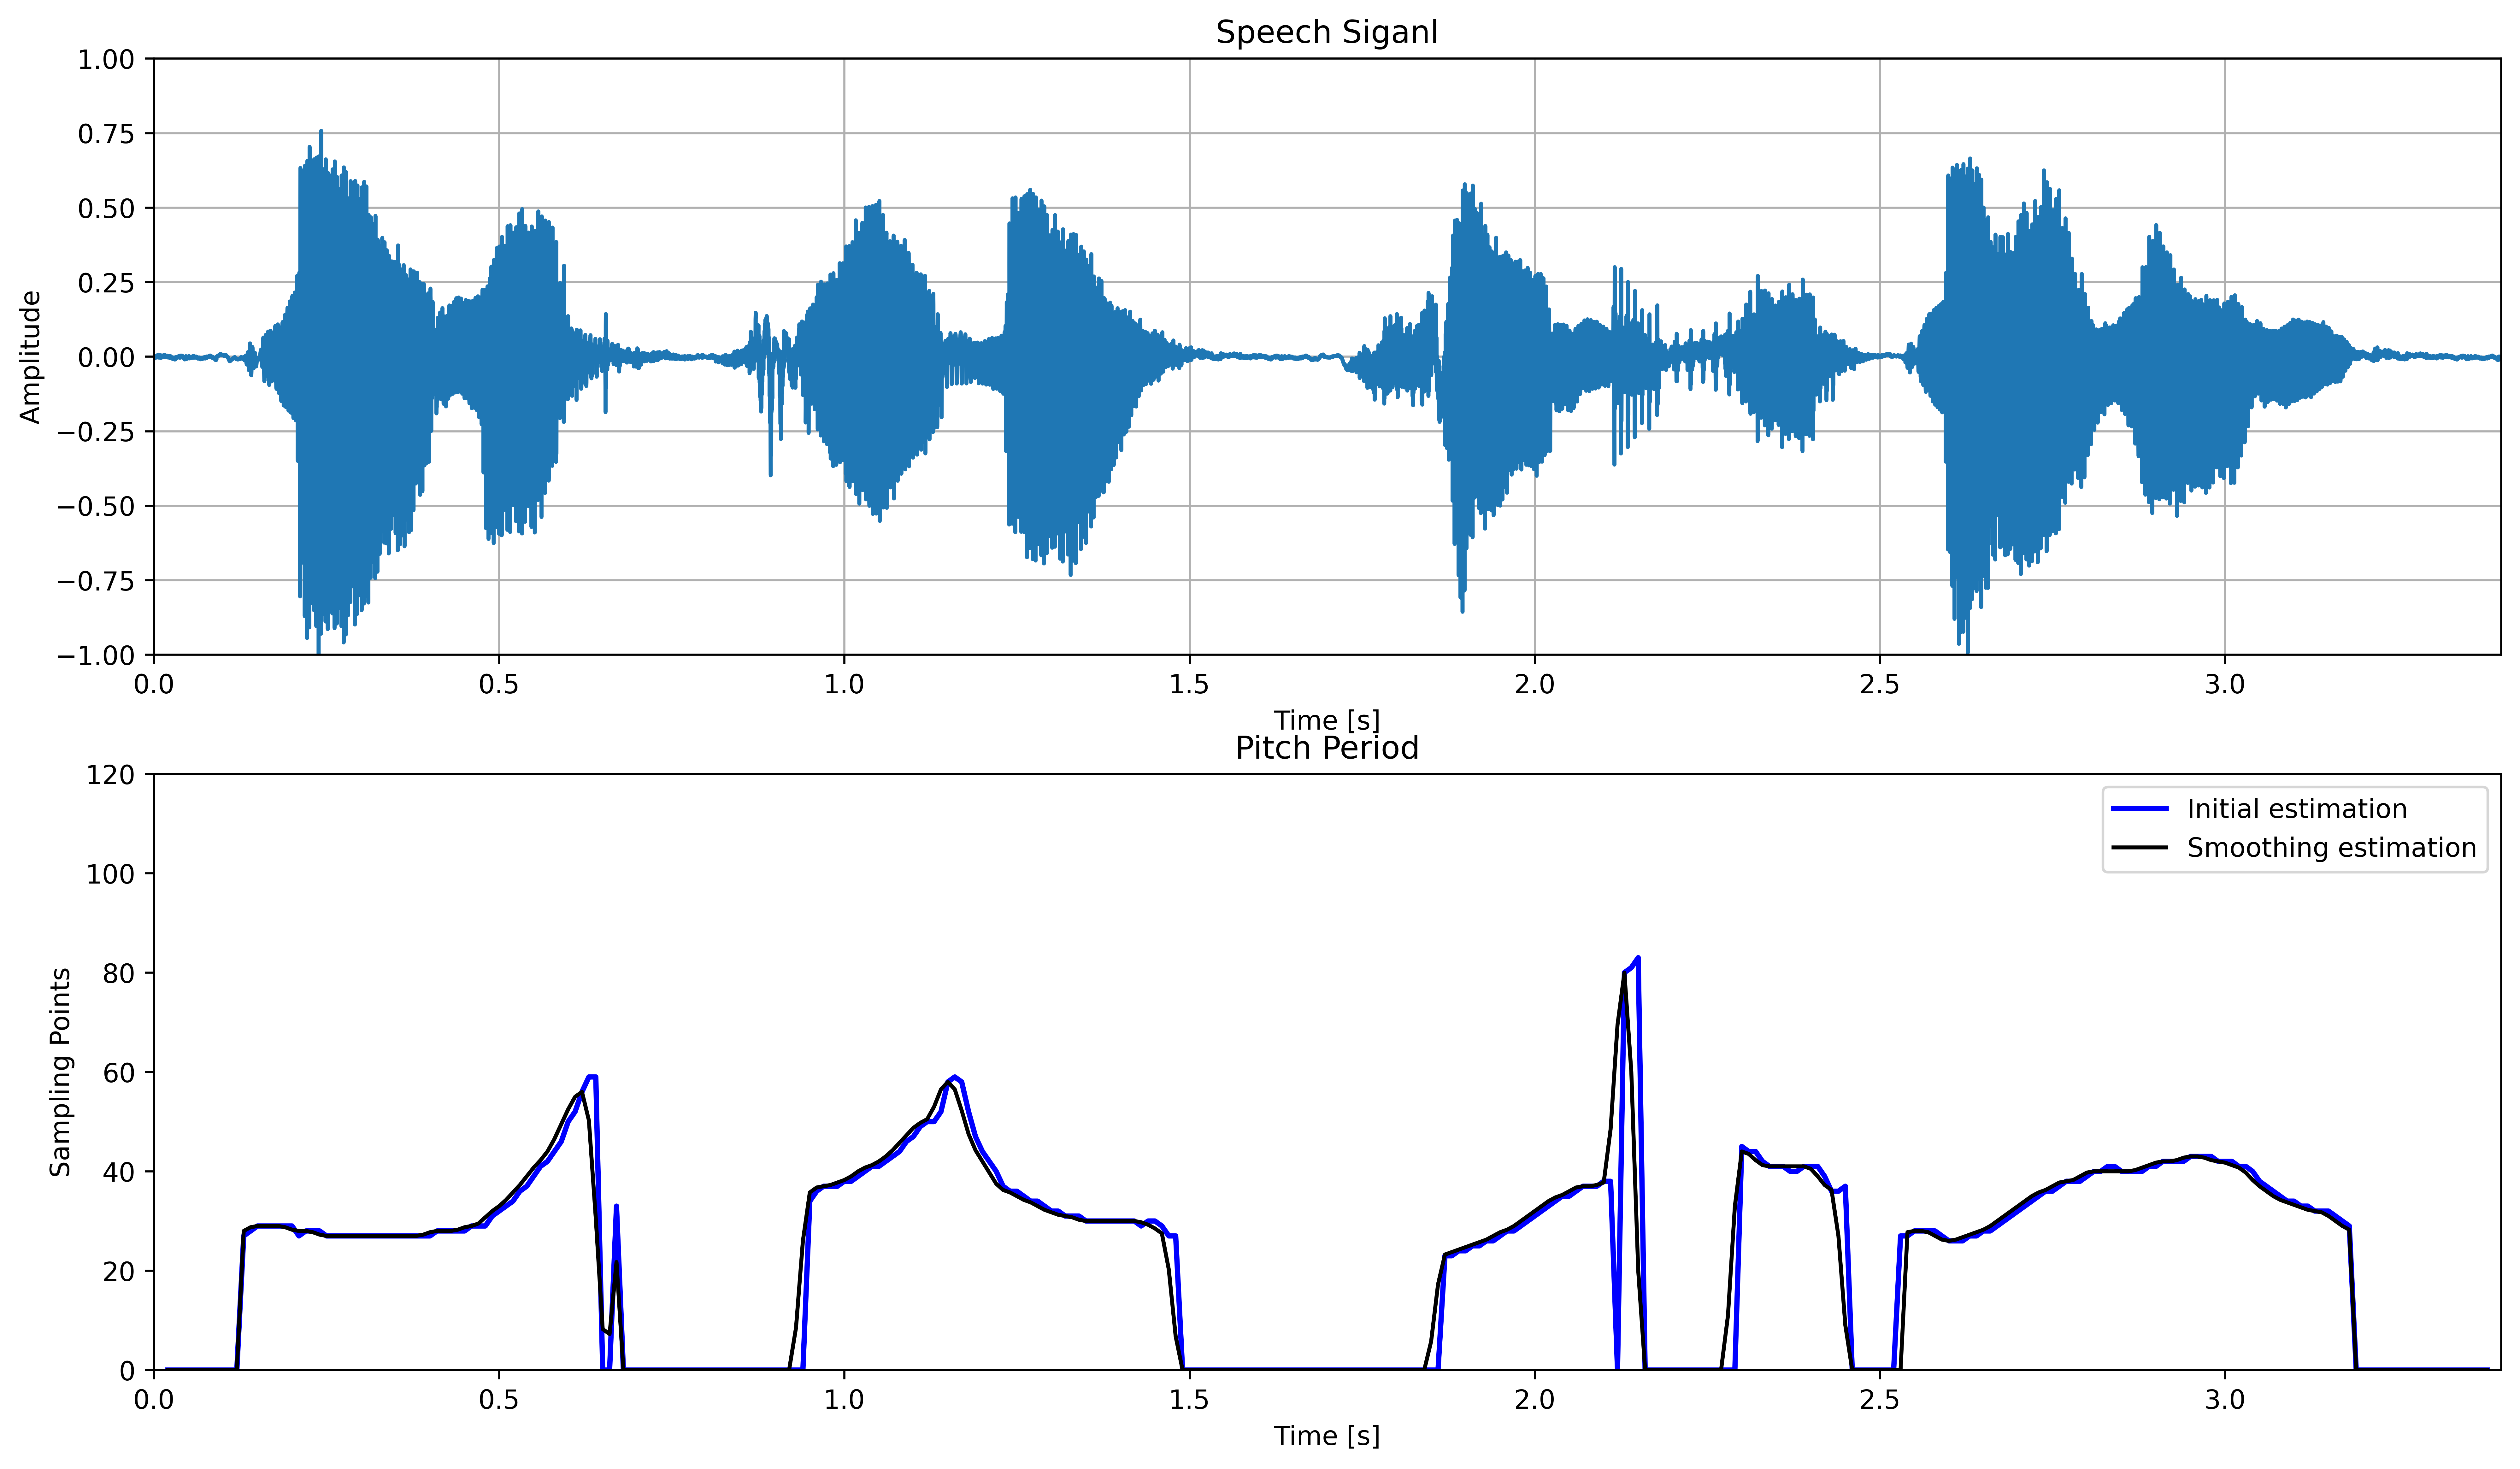 Speech Siganl
1.00
0.75
0.50
0.25
0.00
−0.25
−0.50
−0.75
−1.00
Amplitude
0.0 0.5 1.0 1.5 2.0 2.5 3.0
Time [s]
Pitch Period
120
100
80
60
40
20
0
Sampling Points
Initial estimation
Smoothing estimation
0.0 0.5 1.0 1.5 2.0 2.5 3.0
Time [s]